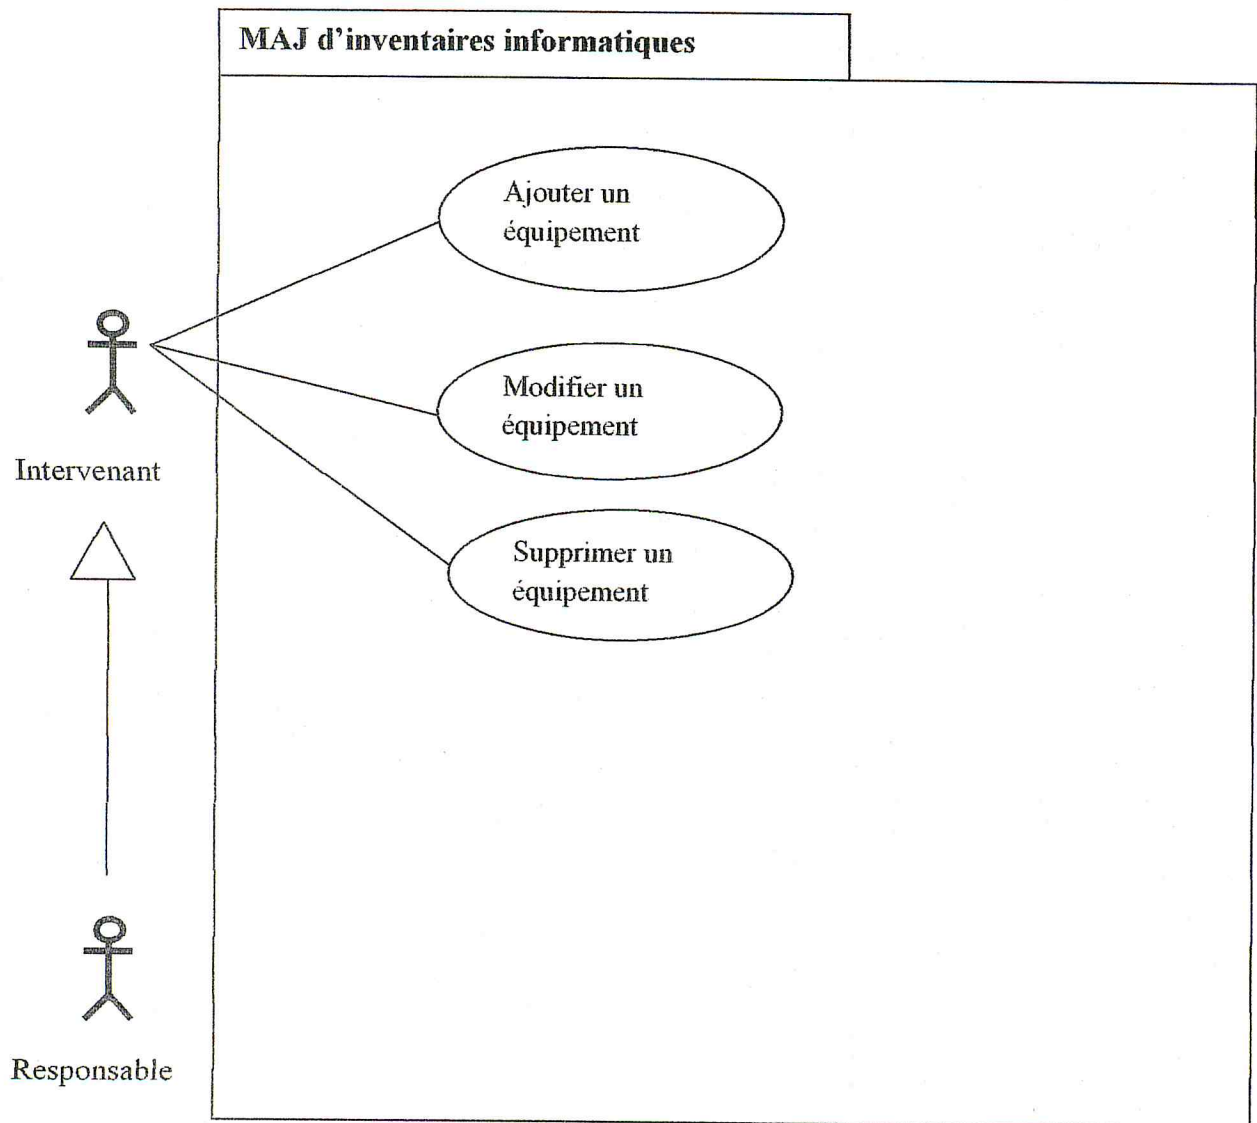 MAJ d'inventaires informatiques
Ajouter un
équipement
Modifier un
équipement
Intervenant
Supprimer un
équipement
Responsable